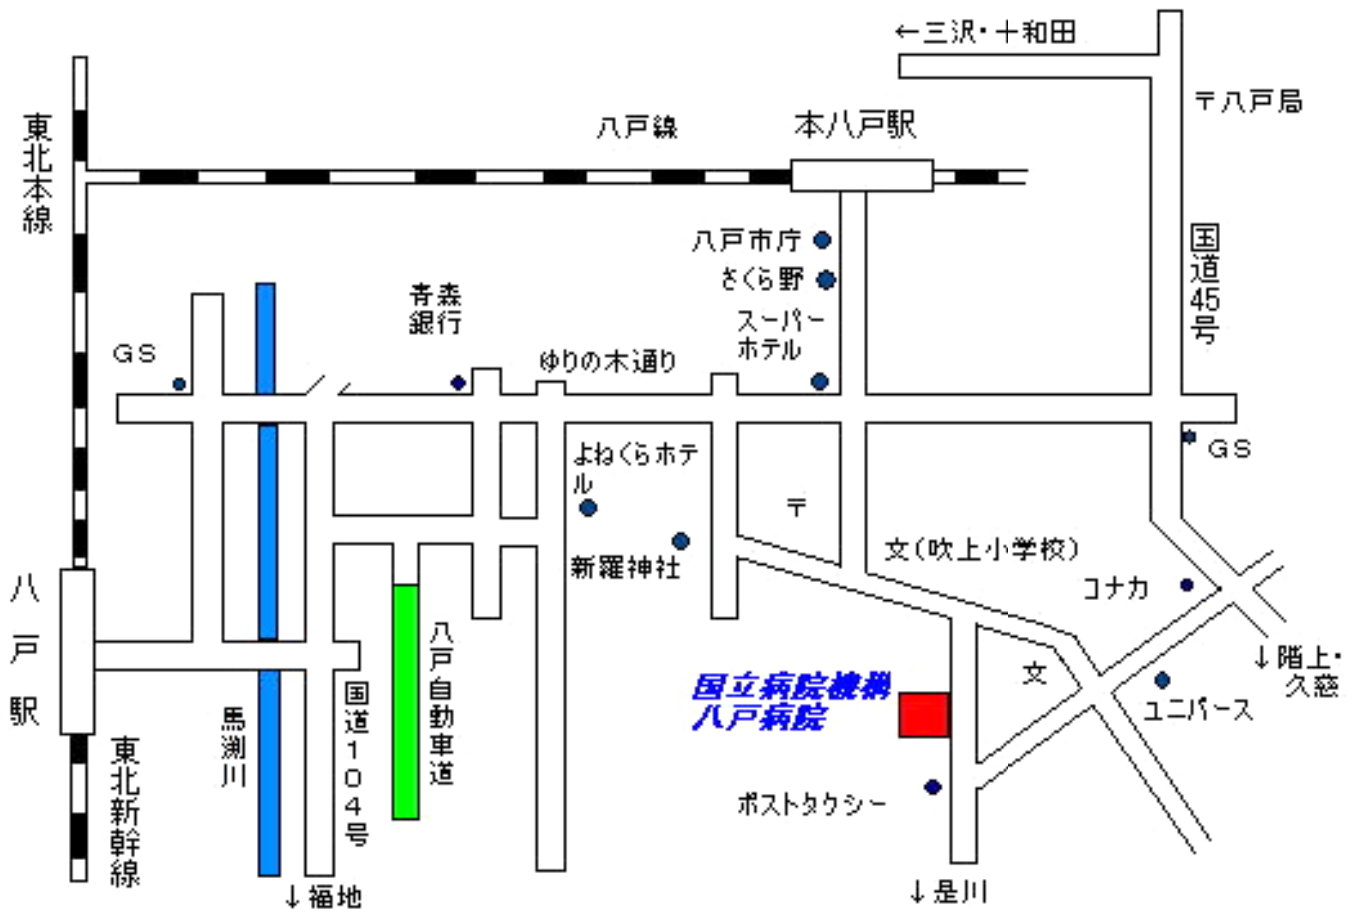 ←三沢・十和田
〒八戸局
東北本線
八戸線
本八戸駅
八戸市庁
さくら野
国道45号
青森
銀行
スーパー
ホテル
GS
ゆりの木通り
よねくらホテ
ル
GS
〒
新羅神社
文(吹上小学校)
コナカ
八戸駅
八戸自動車道
文
↓階上・
久慈
国立病院機構
八戸病院
ユニバース
国道104号
馬淵川
東北新幹線
ポストタクシー
↓福地
↓是川